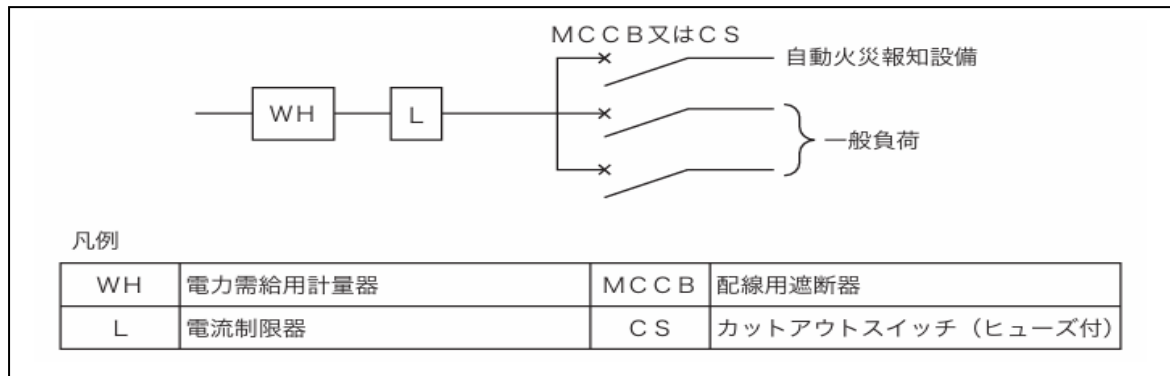 ＭＣＣＢ又はＣＳ
自動火災報知設備
ＷＨ
Ｌ
一般負荷
凡例
ＷＨ 電力需給用計量器 ＭＣＣＢ 配線用遮断器
Ｌ 電流制限器 ＣＳ カットアウトスイッチ（ヒューズ付）